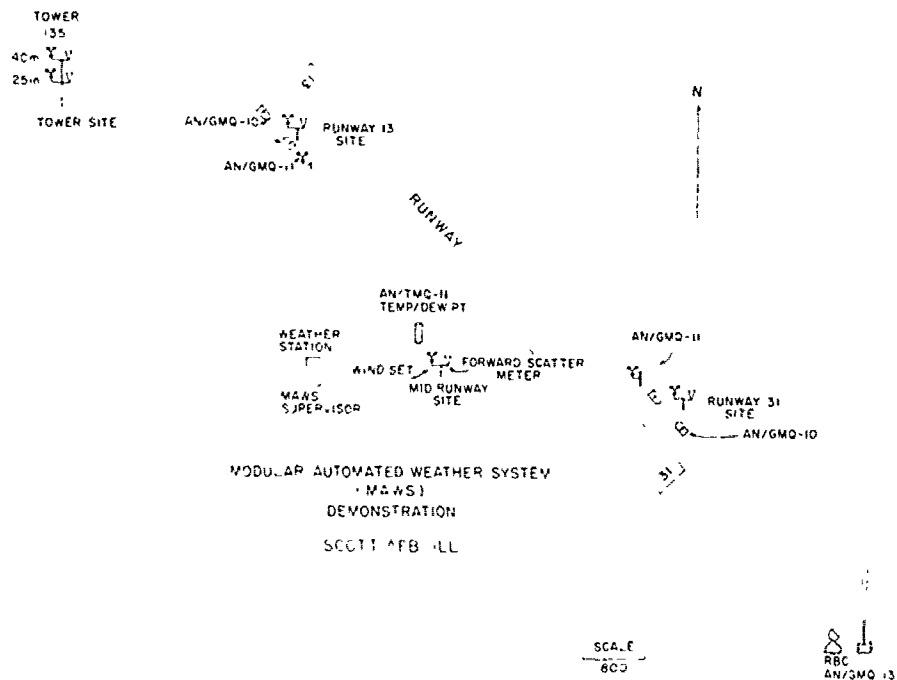 TOWER
135
40m
25m
TOWER SITE
13
AN/GMQ-10
RUNWAY 13
SITE
AN/GMQ-11
N
RUNWAY
AN/TMQ-11
TEMP/DEW PT
WEATHER
STATION
WIND SET
FORWARD SCATTER
METER
MAWS
SUPERVISOR
MID RUNWAY
SITE
AN/GMQ-11
RUNWAY 31
SITE
AN/GMQ-10
31
MODULAR AUTOMATED WEATHER SYSTEM
(MAWS)
DEMONSTRATION
SCOTT AFB ILL
SCALE
800
RBC
AN/GMQ 13